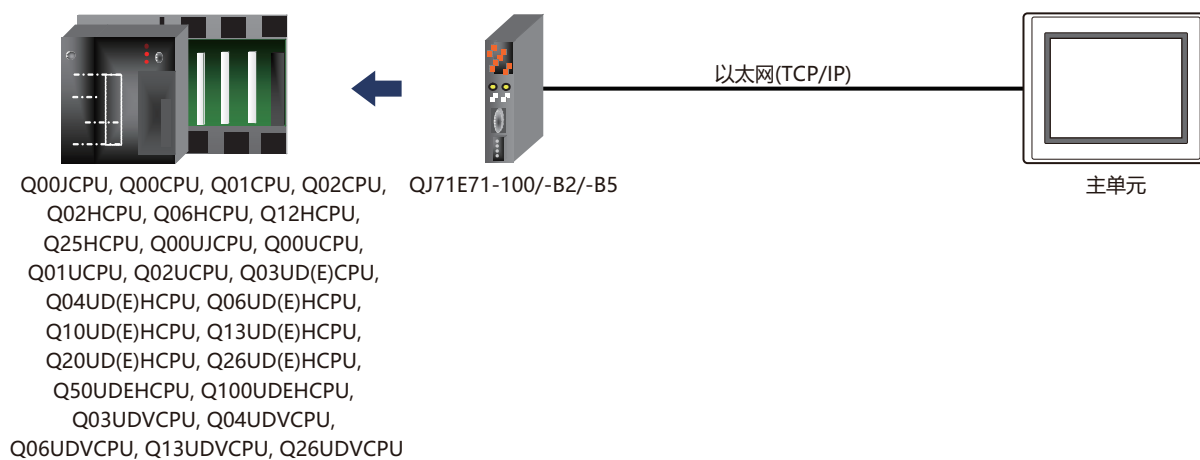 以太网(TCP/IP)
Q00JCPU, Q00CPU, Q01CPU, Q02CPU,
Q02HCPU, Q06HCPU, Q12HCPU,
Q25HCPU, Q00UJCPU, Q00UCPU,
Q01UCPU, Q02UCPU, Q03UD(E)CPU,
Q04UD(E)HCPU, Q06UD(E)HCPU,
Q10UD(E)HCPU, Q13UD(E)HCPU,
Q20UD(E)HCPU, Q26UD(E)HCPU,
Q50UDEHCPU, Q100UDEHCPU,
Q03UDVCPU, Q04UDVCPU,
Q06UDVCPU, Q13UDVCPU, Q26UDVCPU
QJ71E71-100/-B2/-B5
主单元